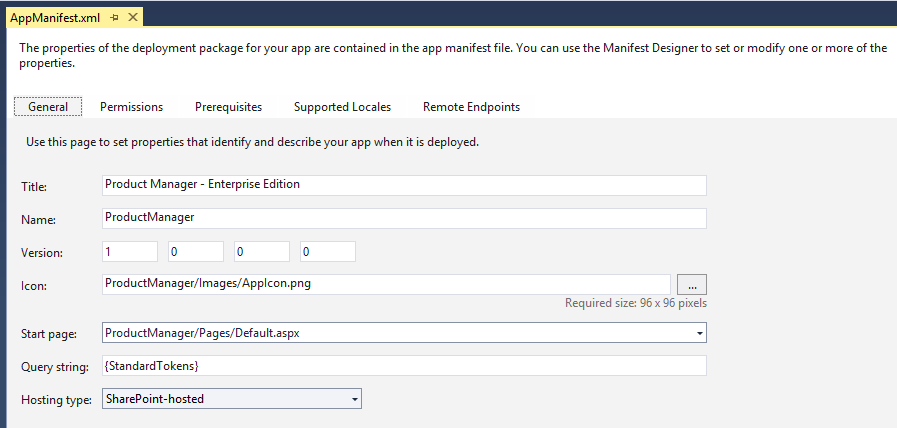 AppManifest.xml
The properties of the deployment package for your app are contained in the app manifest file. You can use the Manifest Designer to set or modify one or more of the
properties.
General Permissions Prerequisites Supported Locales Remote Endpoints
Use this page to set properties that identify and describe your app when it is deployed.
Title: Product Manager - Enterprise Edition
Name: ProductManager
Version: 1 0 0 0
Icon: ProductManager/Images/AppIcon.png ...
Required size: 96 x 96 pixels
Start page: ProductManager/Pages/Default.aspx
Query string: {StandardTokens}
Hosting type: SharePoint-hosted